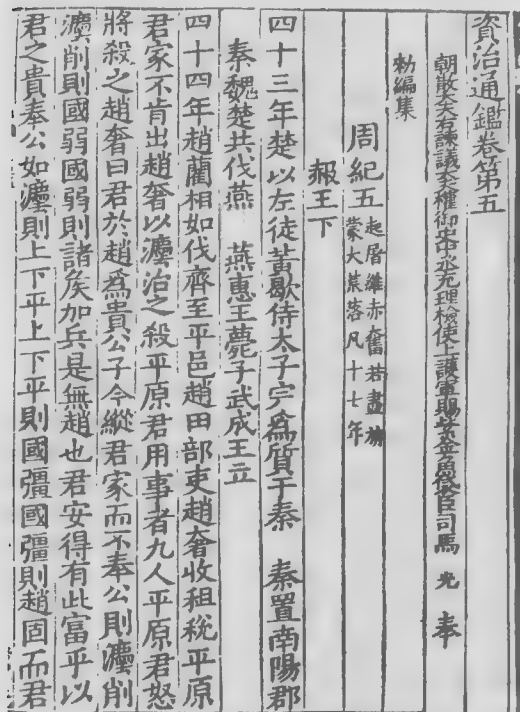 資治通鑑卷第五
朝散大夫右諫議大夫權御史中丞充理檢使上護軍賜紫金魚袋臣司馬光奉
勑編集
周紀五 起屠維赤奮若盡旃
蒙大荒落凡十七年
赧王下
四十三年楚以左徒黃歇侍太子完爲質于秦 秦置南陽郡
秦魏楚共伐燕 燕惠王薨子武成王立
四十四年趙藺相如伐齊至平邑趙田部吏趙奢收租稅平原
君家不肯出趙奢以灋治之殺平原君用事者九人平原君怒
將殺之趙奢曰君於趙爲貴公子今縱君家而不奉公則灋削
灋削則國弱國弱則諸矦加兵是無趙也君安得有此富乎以
君之貴奉公如灋則上下平上下平則國彊國彊則趙固而君